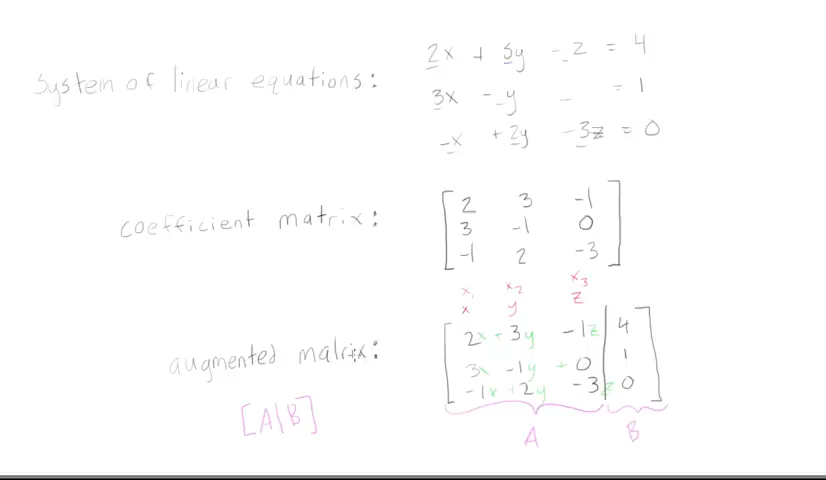 system of linear equations:
2x + 3y - z = 4
3x - y - = 1
-x + 2y - 3z = 0
coefficient matrix:
2 3 -1
3 -1 0
-1 2 -3
x₁ x₂ x₃
x y z
augmented matrix:
2x + 3y -1z | 4
3x -1y + 0 | 1
-1x + 2y -3z | 0
[A|B]
A B